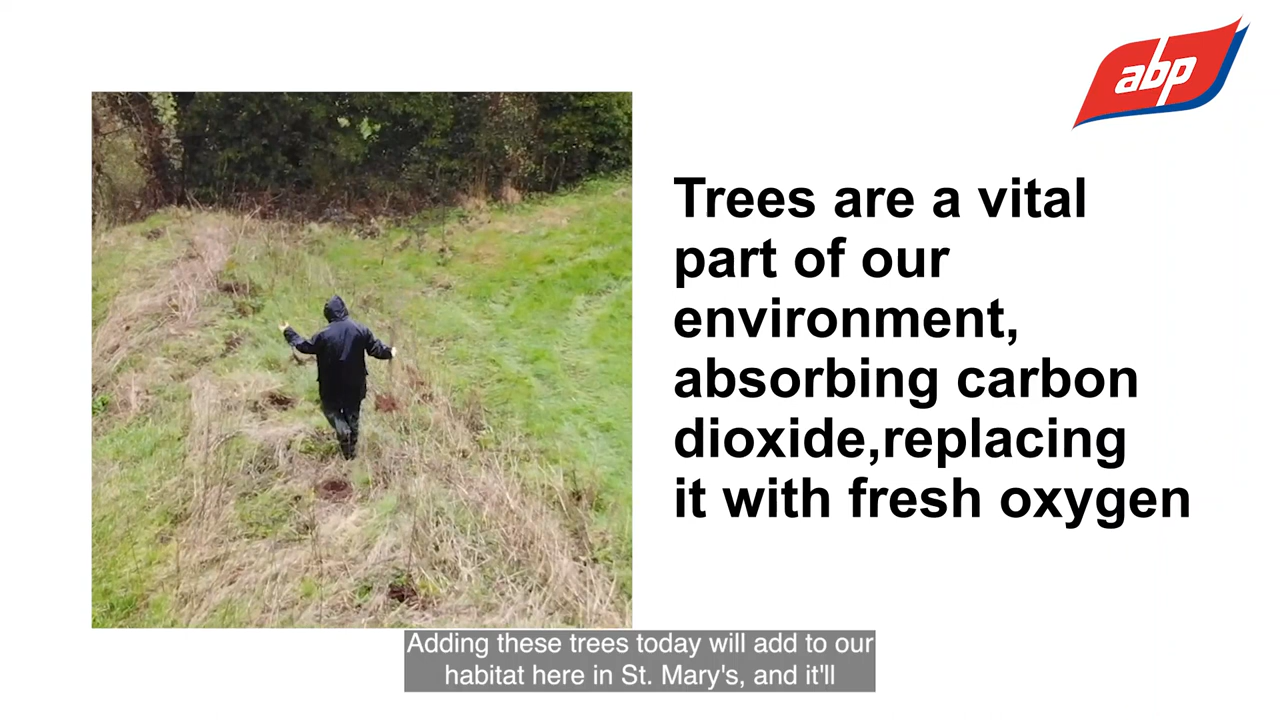 abp
Trees are a vital
part of our
environment,
absorbing carbon
dioxide,replacing
it with fresh oxygen
Adding these trees today will add to our
habitat here in St. Mary's, and it'll